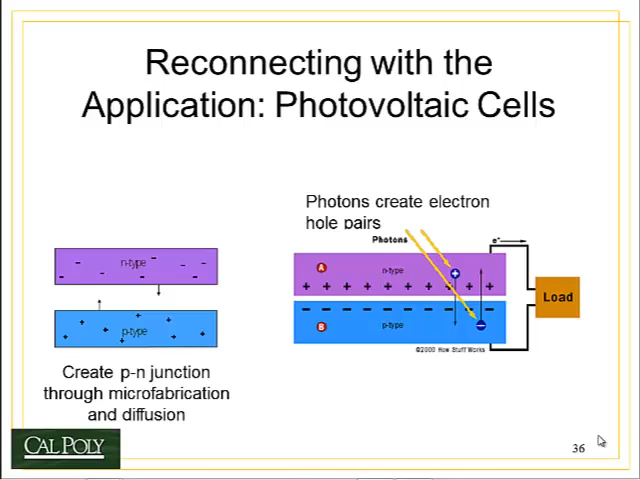 Reconnecting with the
Application: Photovoltaic Cells
Photons create electron
hole pairs
Photons
e-
n-type
p-type
Create p-n junction
through microfabrication
and diffusion
A
n-type
+ + + + + + + + + +
B
p-type
Load
©2000 How Stuff Works
CAL POLY
36